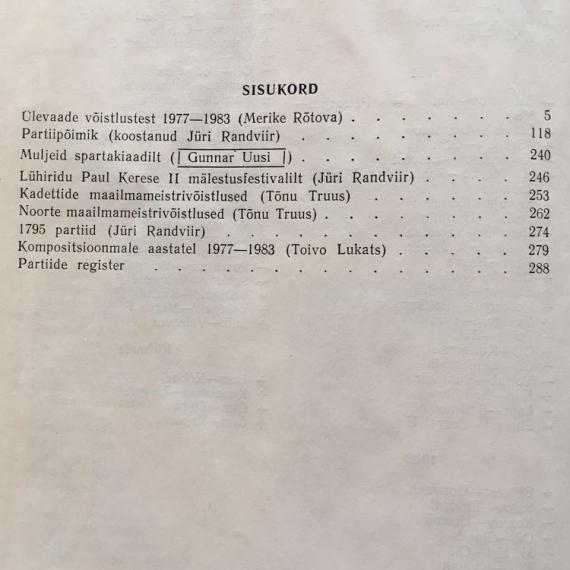 SISUKORD
Ülevaade võistlustest 1977—1983 (Merike Rõtova) . . . . . . 5
Partiipõimik (koostanud Jüri Randviir) . . . . . . . . 118
Muljeid spartakiaadilt (| Gunnar Uusi |) . . . . . . . . 240
Lühiridu Paul Kerese II mälestusfestivalilt (Jüri Randviir) . . . . 246
Kadettide maailmameistrivõistlused (Tõnu Truus) . . . . . . 253
Noorte maailmameistrivõistlused (Tõnu Truus) . . . . . . . 262
1795 partiid (Jüri Randviir) . . . . . . . . . . . 274
Kompositsioonmale aastatel 1977—1983 (Toivo Lukats) . . . . . 279
Partiide register . . . . . . . . . . . . . . 288